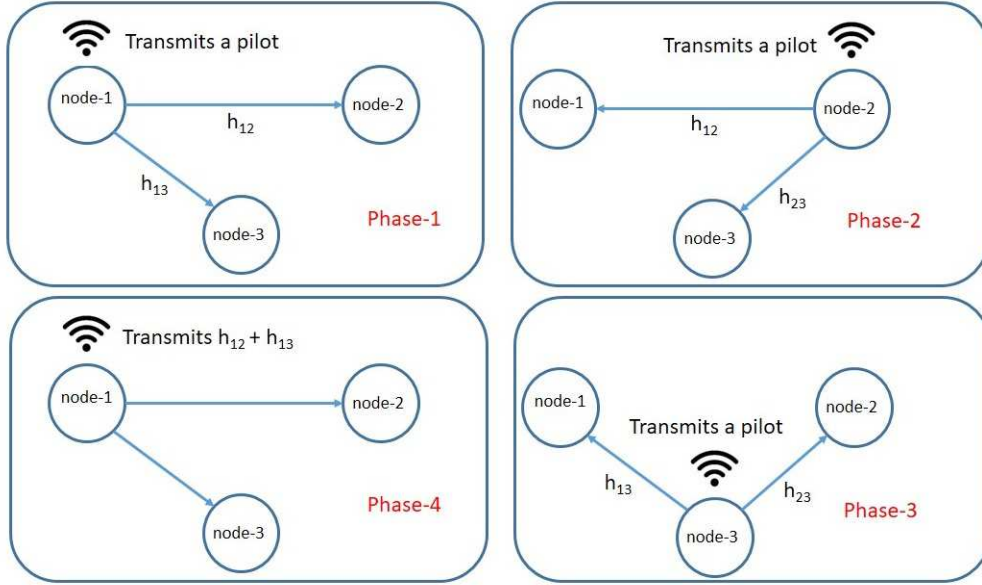 Transmits a pilot
node-1
node-2
h₁₂
h₁₃
node-3
Phase-1
Transmits a pilot
node-1
node-2
h₁₂
h₂₃
node-3
Phase-2
Transmits h₁₂ + h₁₃
node-1
node-2
node-3
Phase-4
node-1
node-2
Transmits a pilot
h₁₃
h₂₃
node-3
Phase-3